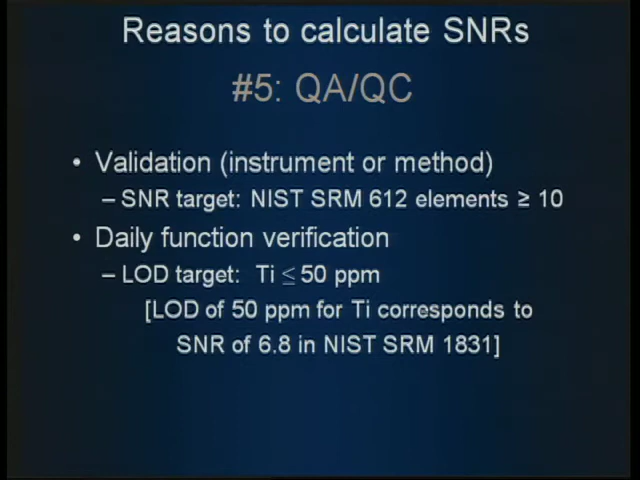 Reasons to calculate SNRs
#5: QA/QC
• Validation (instrument or method)
– SNR target: NIST SRM 612 elements ≥ 10
• Daily function verification
– LOD target: Ti ≤ 50 ppm
[LOD of 50 ppm for Ti corresponds to
SNR of 6.8 in NIST SRM 1831]